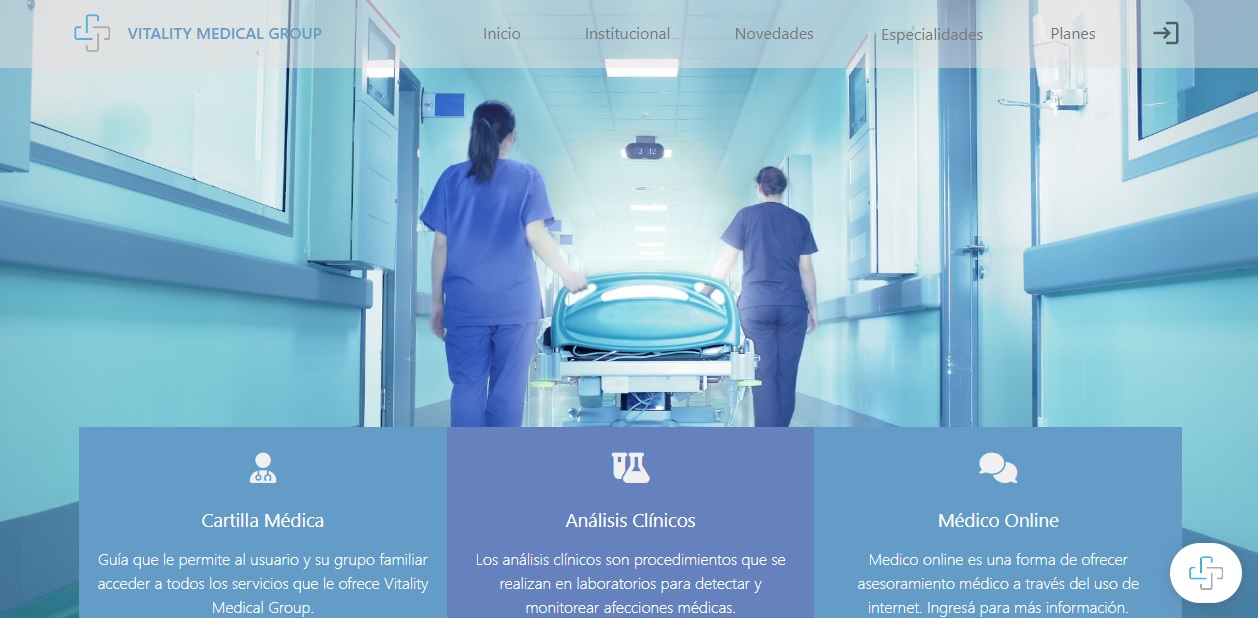 VITALITY MEDICAL GROUP
Inicio
Institucional
Novedades
Especialidades
Planes
Cartilla Médica
Guía que le permite al usuario y su grupo familiar
acceder a todos los servicios que le ofrece Vitality
Medical Group.
Análisis Clínicos
Los análisis clínicos son procedimientos que se
realizan en laboratorios para detectar y
monitorear afecciones médicas.
Médico Online
Medico online es una forma de ofrecer
asesoramiento médico a través del uso de
internet. Ingresá para más información.